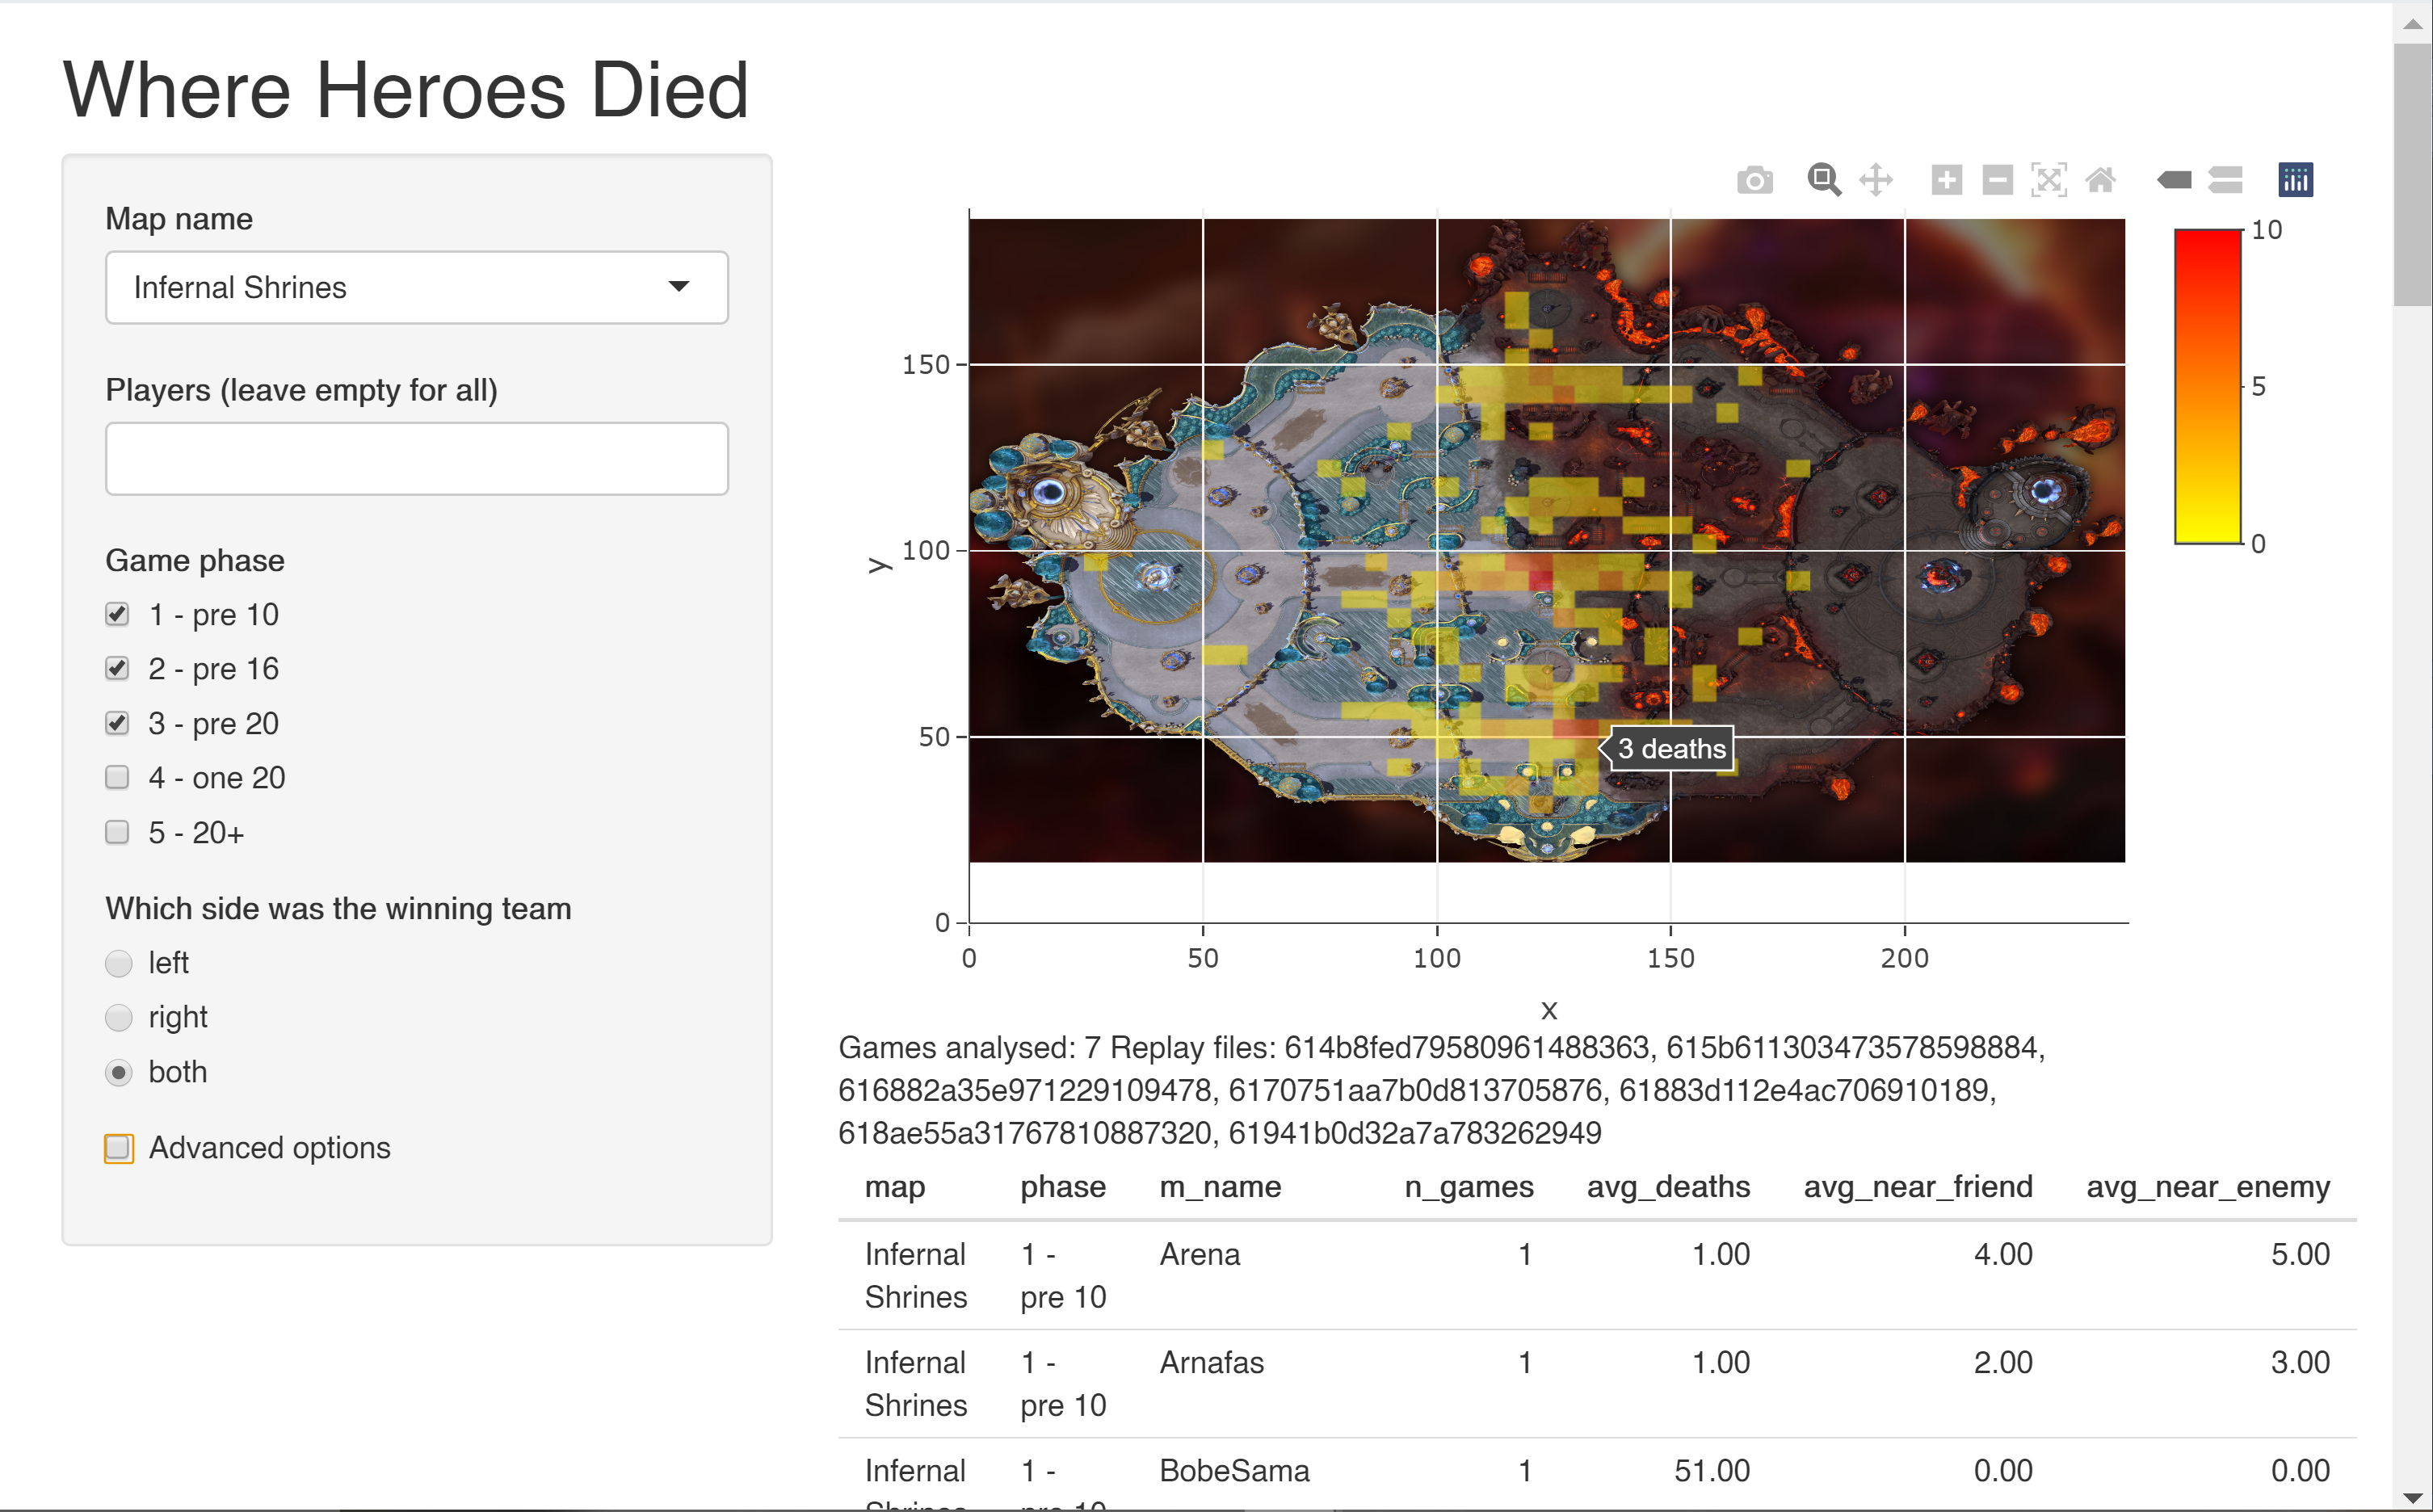 Where Heroes Died
Map name
Infernal Shrines
Players (leave empty for all)
Game phase
1 - pre 10
2 - pre 16
3 - pre 20
4 - one 20
5 - 20+
Which side was the winning team
left
right
both
Advanced options
10
5
0
150
100
50
0
y
3 deaths
0 50 100 150 200
x
Games analysed: 7 Replay files: 614b8fed79580961488363, 615b611303473578598884,
616882a35e971229109478, 6170751aa7b0d813705876, 61883d112e4ac706910189,
618ae55a31767810887320, 61941b0d32a7a783262949
map phase m_name n_games avg_deaths avg_near_friend avg_near_enemy
Infernal 1 - Arena 1 1.00 4.00 5.00
Shrines pre 10
Infernal 1 - Arnafas 1 1.00 2.00 3.00
Shrines pre 10
Infernal 1 - BobeSama 1 51.00 0.00 0.00
Shrines pre 10